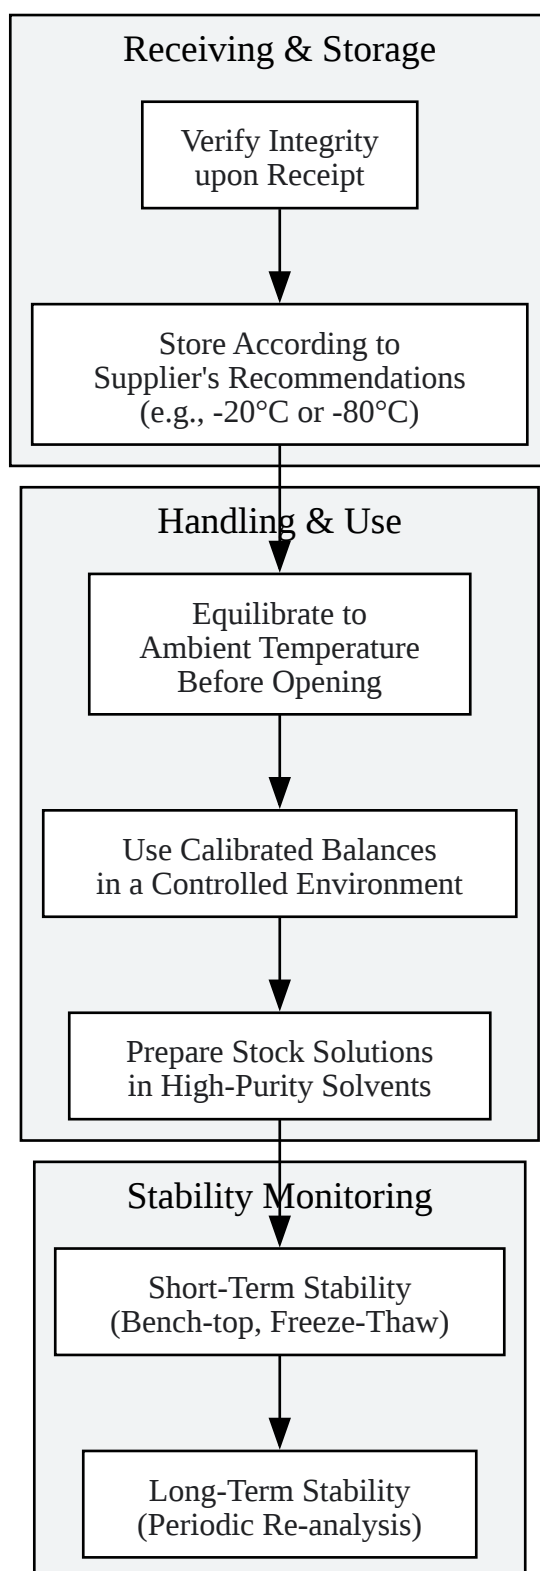 Receiving & Storage
Verify Integrity
upon Receipt
Store According to
Supplier's Recommendations
(e.g., -20°C or -80°C)
Handling & Use
Equilibrate to
Ambient Temperature
Before Opening
Use Calibrated Balances
in a Controlled Environment
Prepare Stock Solutions
in High-Purity Solvents
Stability Monitoring
Short-Term Stability
(Bench-top, Freeze-Thaw)
Long-Term Stability
(Periodic Re-analysis)